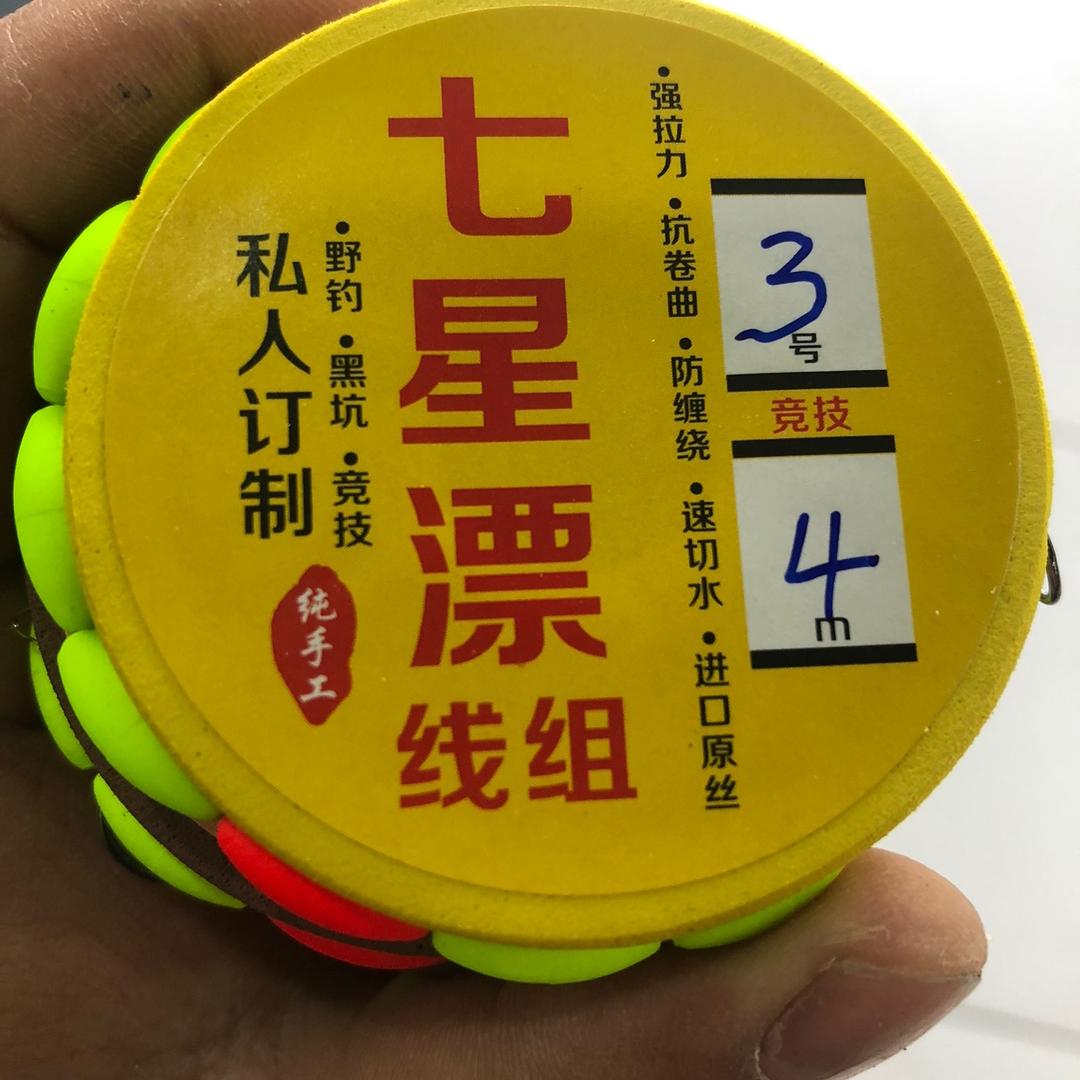 七星漂
线组
私人订制
•野钓•黑坑•竞技
纯手工
•强拉力•抗卷曲•防缠绕•速切水•进口原丝
3号
竞技
4m